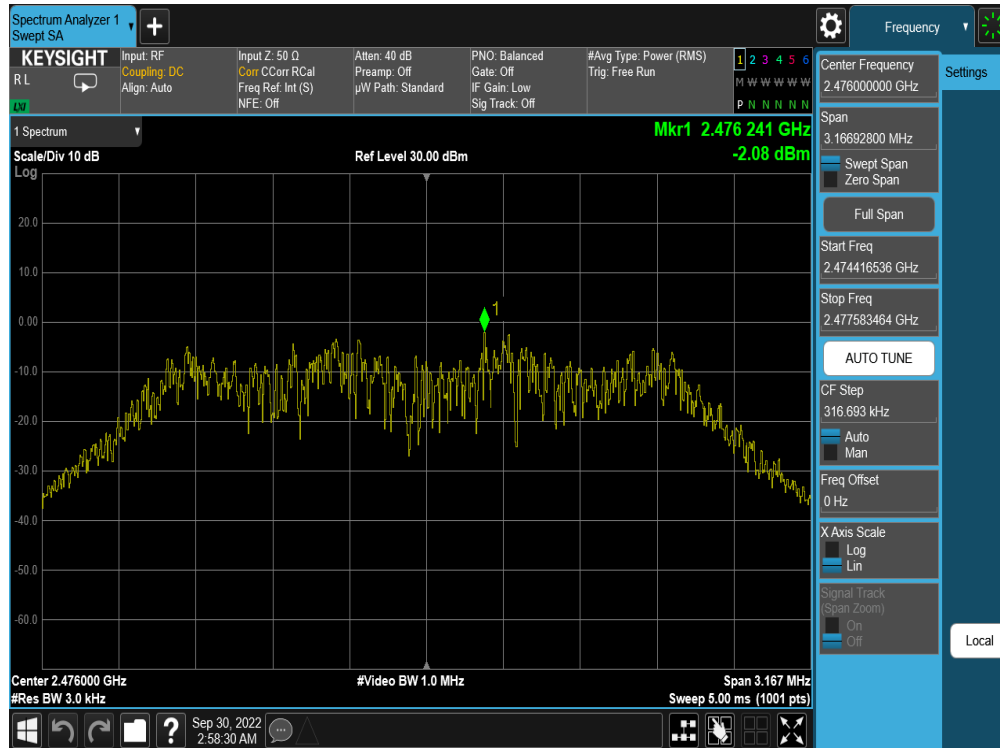 Spectrum Analyzer 1
Swept SA
+
Frequency
KEYSIGHT
R L
LXI
Input: RF
Coupling: DC
Align: Auto
Input Z: 50 Ω
Corr CCorr RCal
Freq Ref: Int (S)
NFE: Off
Atten: 40 dB
Preamp: Off
µW Path: Standard
PNO: Balanced
Gate: Off
IF Gain: Low
Sig Track: Off
#Avg Type: Power (RMS)
Trig: Free Run
1 2 3 4 5 6
M W W W W W
P N N N N N
1 Spectrum
Scale/Div 10 dB
Log
Ref Level 30.00 dBm
Mkr1 2.476 241 GHz
-2.08 dBm
20.0
10.0
0.00
-10.0
-20.0
-30.0
-40.0
-50.0
-60.0
1
Center 2.476000 GHz
#Res BW 3.0 kHz
#Video BW 1.0 MHz
Span 3.167 MHz
Sweep 5.00 ms (1001 pts)
?
Sep 30, 2022
2:58:30 AM
Center Frequency
2.476000000 GHz
Span
3.16692800 MHz
Swept Span
Zero Span
Full Span
Start Freq
2.474416536 GHz
Stop Freq
2.477583464 GHz
AUTO TUNE
CF Step
316.693 kHz
Auto
Man
Freq Offset
0 Hz
X Axis Scale
Log
Lin
Signal Track
(Span Zoom)
On
Off
Settings
Local